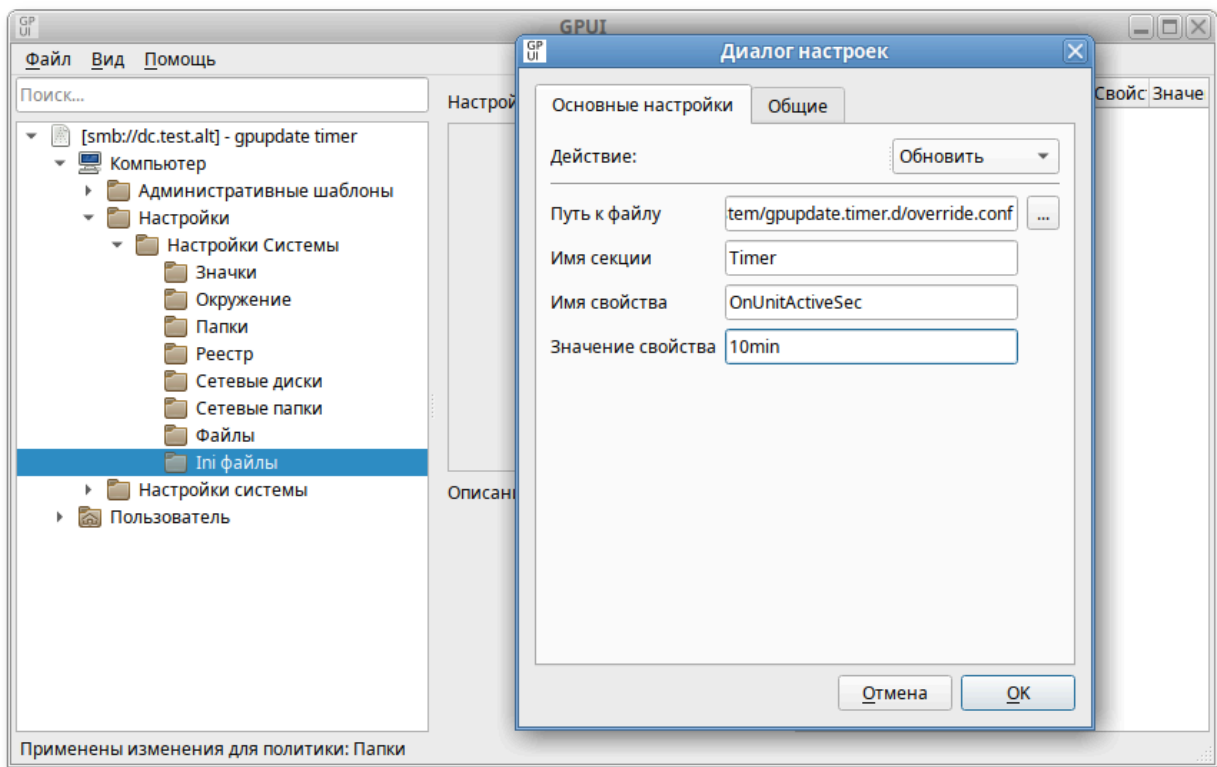 GP
UI
GPUI
Файл Вид Помощь
Поиск...
[smb://dc.test.alt] - gpupdate timer
Компьютер
Административные шаблоны
Настройки
Настройки Системы
Значки
Окружение
Папки
Реестр
Сетевые диски
Сетевые папки
Файлы
Ini файлы
Настройки системы
Пользователь
Настрой
Описани
Свойс Значе
GP
UI
Диалог настроек
Основные настройки Общие
Действие: Обновить
Путь к файлу tem/gpupdate.timer.d/override.conf ...
Имя секции Timer
Имя свойства OnUnitActiveSec
Значение свойства 10min
Отмена OK
Применены изменения для политики: Папки